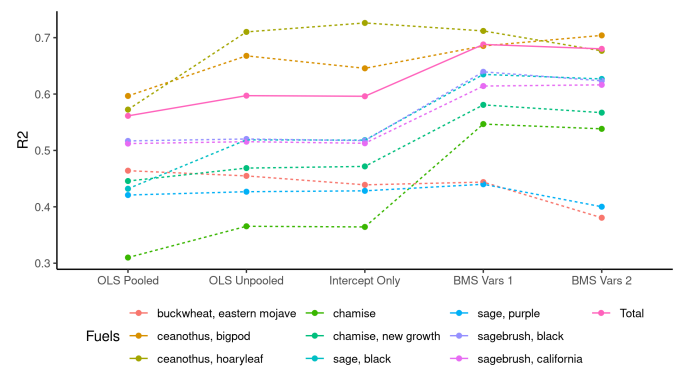 0.7
0.6
0.5
0.4
0.3
R2
OLS Pooled OLS Unpooled Intercept Only BMS Vars 1 BMS Vars 2
Fuels
buckwheat, eastern mojave chamise sage, purple Total
ceanothus, bigpod chamise, new growth sagebrush, black
ceanothus, hoaryleaf sage, black sagebrush, california